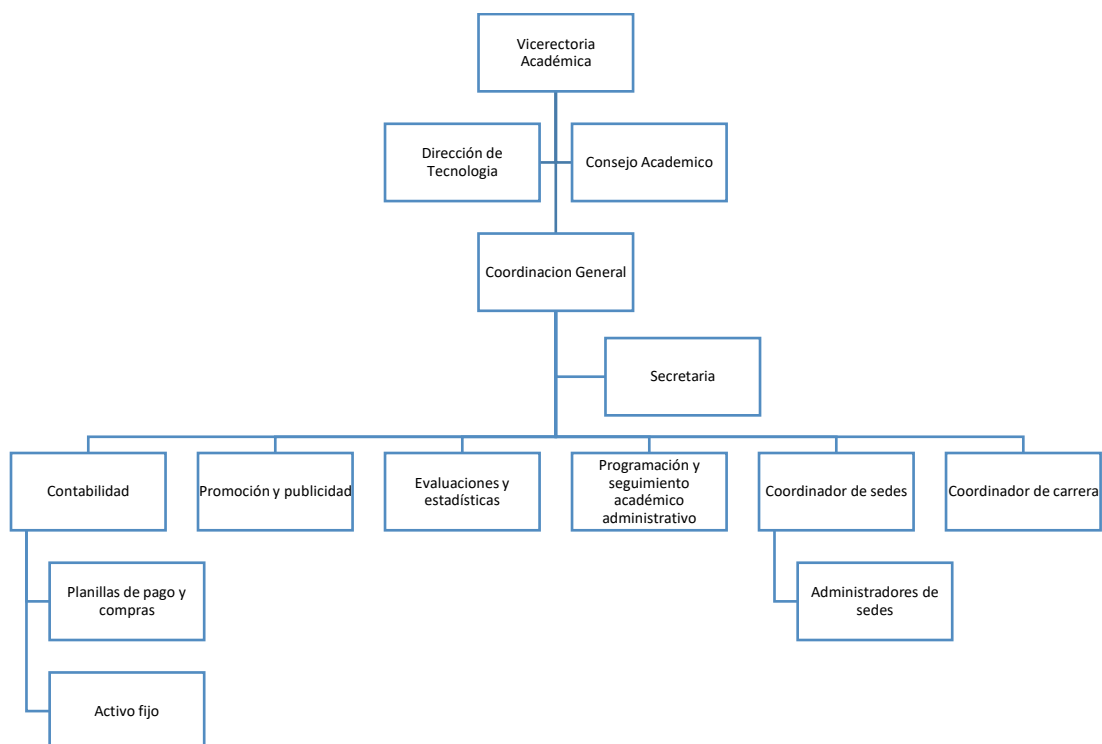 Vicerectoria
Académica
Dirección de
Tecnologia
Consejo Academico
Coordinacion General
Secretaria
Contabilidad
Promoción y publicidad
Evaluaciones y
estadísticas
Programación y
seguimiento
académico
administrativo
Coordinador de sedes
Coordinador de carrera
Planillas de pago y
compras
Administradores de
sedes
Activo fijo